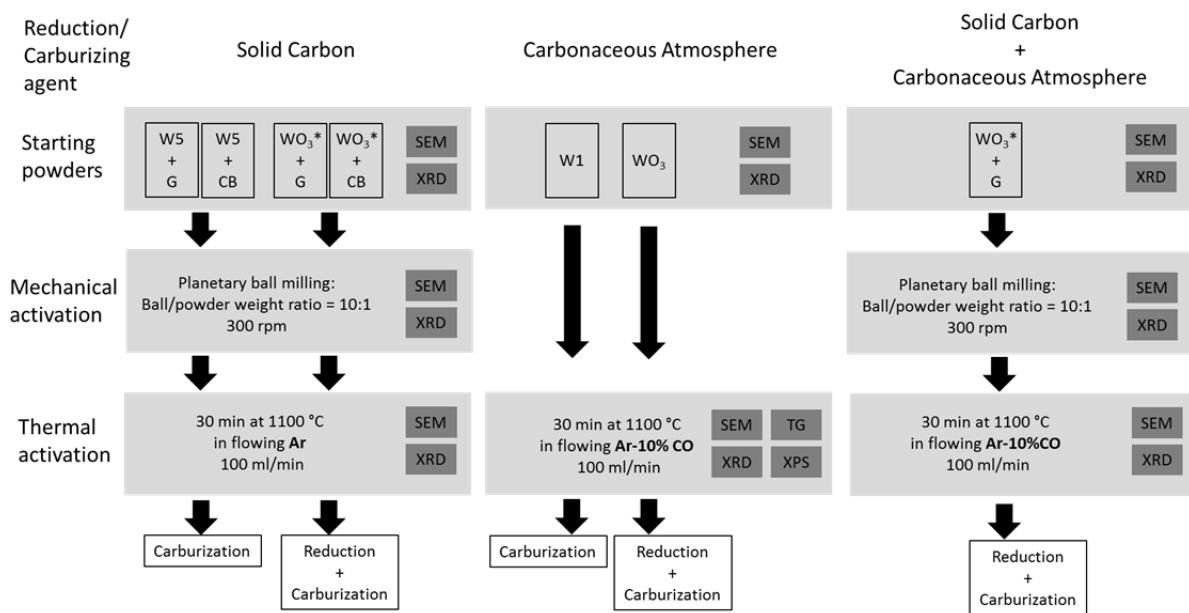 Reduction/
Carburizing
agent
Solid Carbon
Carbonaceous Atmosphere
Solid Carbon
+
Carbonaceous Atmosphere
Starting
powders
W5
+
G
W5
+
CB
WO₃*
+
G
WO₃*
+
CB
SEM
XRD
W1
WO₃
SEM
XRD
WO₃*
+
G
SEM
XRD
Mechanical
activation
Planetary ball milling:
Ball/powder weight ratio = 10:1
300 rpm
SEM
XRD
Planetary ball milling:
Ball/powder weight ratio = 10:1
300 rpm
SEM
XRD
Thermal
activation
30 min at 1100 °C
in flowing Ar
100 ml/min
SEM
XRD
30 min at 1100 °C
in flowing Ar-10% CO
100 ml/min
SEM
TG
XRD
XPS
30 min at 1100 °C
in flowing Ar-10%CO
100 ml/min
SEM
XRD
Carburization
Reduction
+
Carburization
Carburization
Reduction
+
Carburization
Reduction
+
Carburization